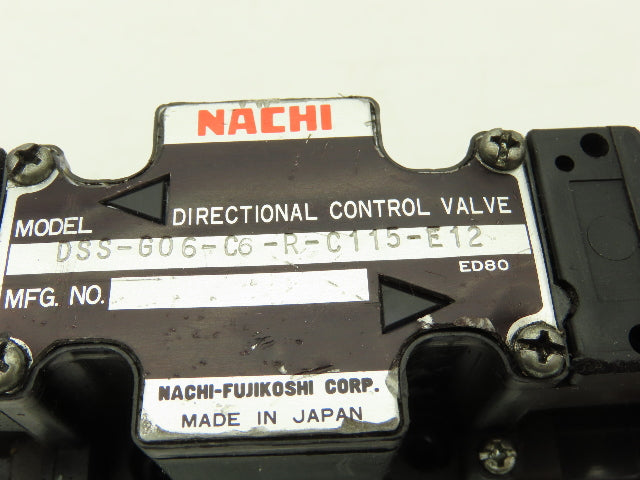 NACHI
DIRECTIONAL CONTROL VALVE
MODEL
DSS-G06-C6-R-C115-E12
ED80
MFG. NO.
NACHI-FUJIKOSHI CORP.
MADE IN JAPAN